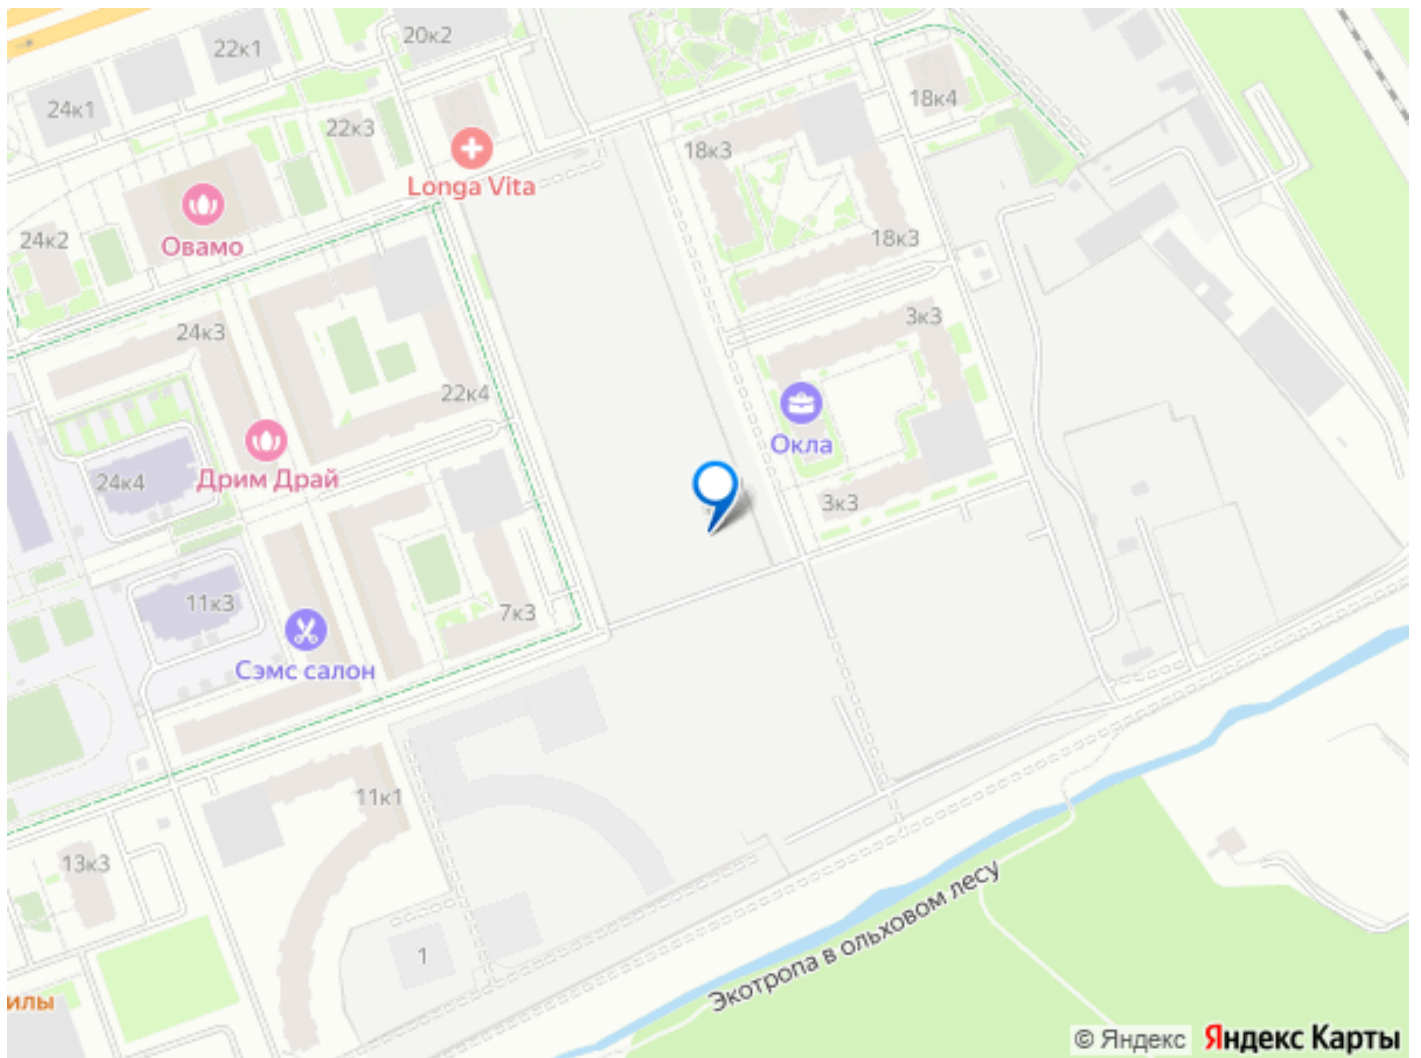 20к2
22к1
24к1
18к4
22к3
18к3
Longa Vita
24к2
Овамо
18к3
3к3
24к3
22к4
Окла
Дрим Драй
24к4
3к3
11к3
7к3
Сэмс салон
11к1
13к3
Экотропа в ольховом лесу
1
илы
© Яндекс Яндекс Карты